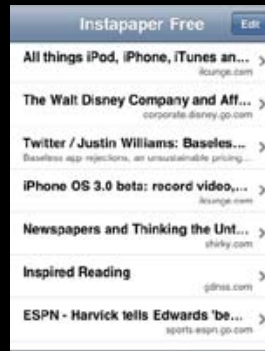 Instapaper Free
Edit
All things iPod, iPhone, iTunes an...
ilounge.com
The Walt Disney Company and Aff...
corporate.disney.go.com
Twitter / Justin Williams: Baseles...
Baseless app rejections, an unsustainable pricing...
iPhone OS 3.0 beta: record video,...
ilounge.com
Newspapers and Thinking the Unt...
shirky.com
Inspired Reading
ESPN - Harvick tells Edwards 'be...
sports.espn.go.com